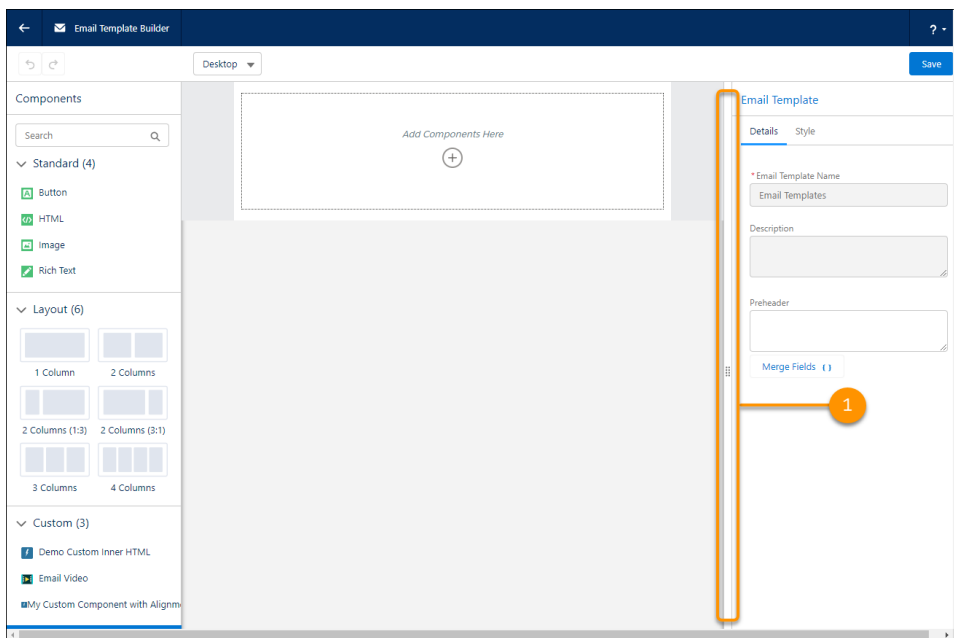 Email Template Builder
?
Desktop
Save
Components
Search
Standard (4)
Button
HTML
Image
Rich Text
Layout (6)
1 Column
2 Columns
2 Columns (1:3)
2 Columns (3:1)
3 Columns
4 Columns
Custom (3)
Demo Custom Inner HTML
Email Video
My Custom Component with Alignm
Add Components Here
Email Template
Details
Style
*Email Template Name
Email Templates
Description
Preheader
Merge Fields { }
1